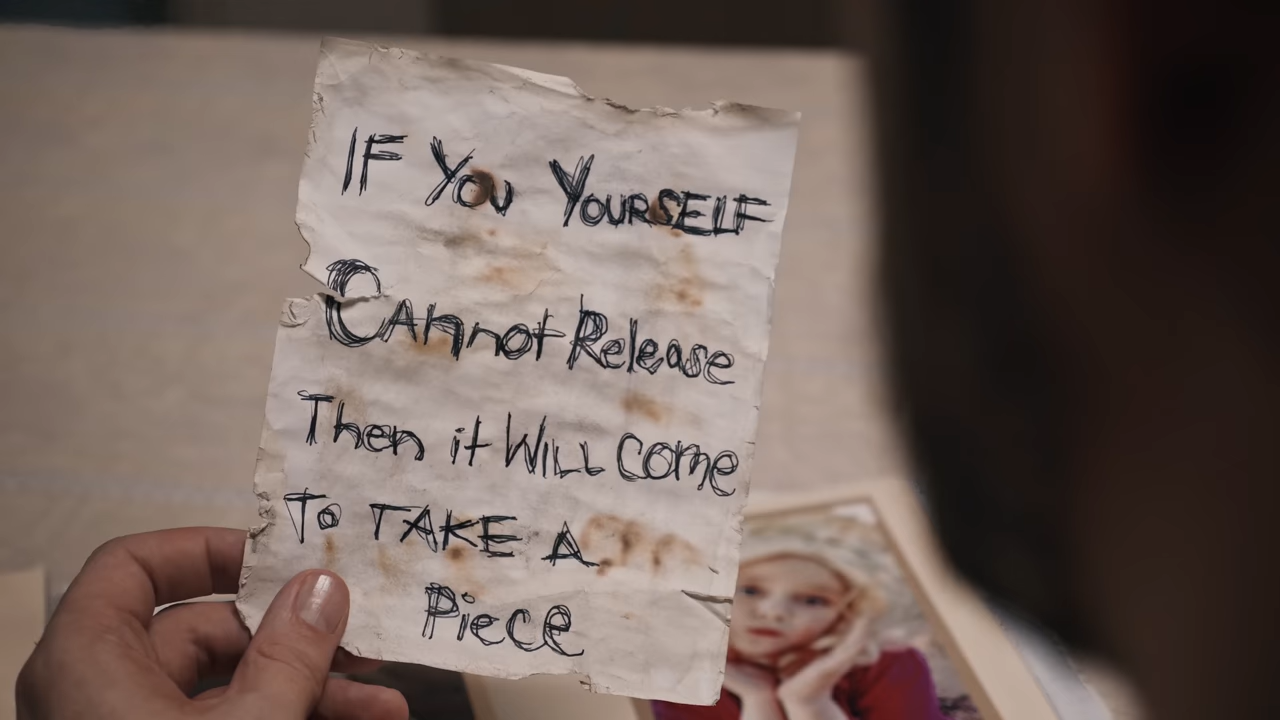 IF YOU YOURSELF
CANnot Release
Then it WILL Come
To TAKE A
Piece